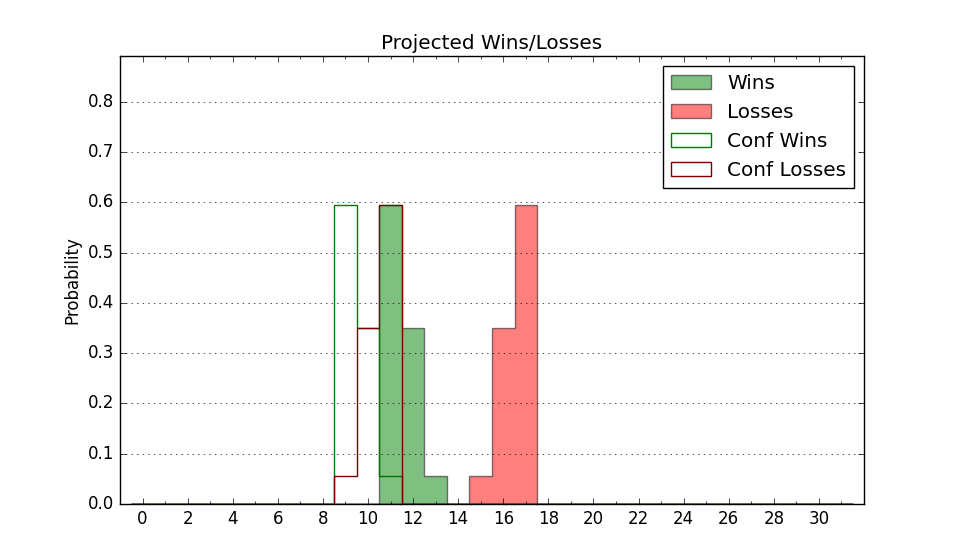 Projected Wins/Losses
Wins
Losses
Conf Wins
Conf Losses
Probability
0.8
0.7
0.6
0.5
0.4
0.3
0.2
0.1
0.0
0 2 4 6 8 10 12 14 16 18 20 22 24 26 28 30